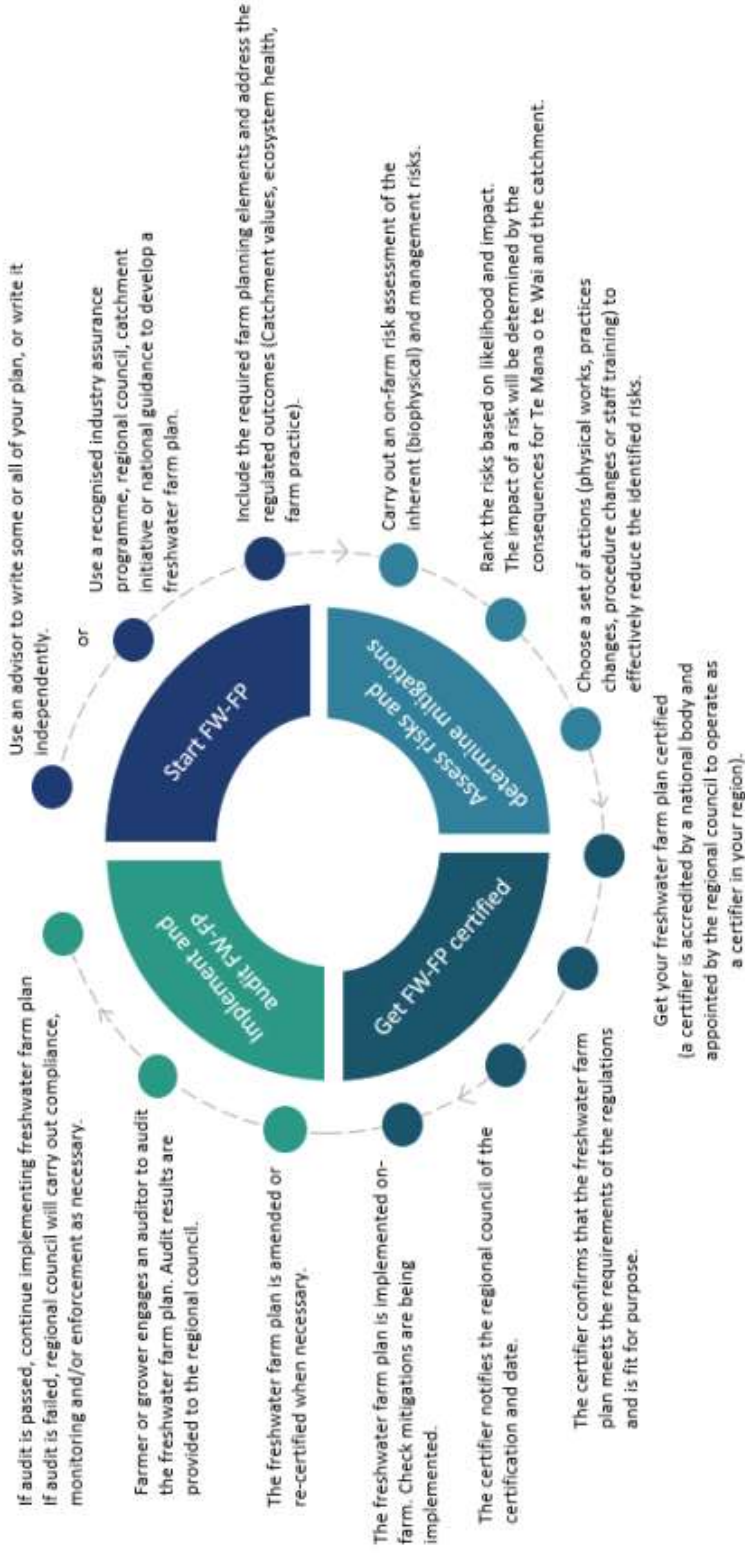 Use an advisor to write some or all of your plan, or write it
independently.
or
Use a recognised industry assurance
programme, regional council, catchment
initiative or national guidance to develop a
freshwater farm plan.
Include the required farm planning elements and address the
regulated outcomes (Catchment values, ecosystem health,
farm practice).
Carry out an on-farm risk assessment of the
inherent (biophysical) and management risks.
Rank the risks based on likelihood and impact.
The impact of a risk will be determined by the
consequences for Te Mana o te Wai and the catchment.
Choose a set of actions (physical works, practices
changes, procedure changes or staff training) to
effectively reduce the identified risks.
Get your freshwater farm plan certified
(a certifier is accredited by a national body and
appointed by the regional council to operate as
a certifier in your region).
The certifier confirms that the freshwater farm
plan meets the requirements of the regulations
and is fit for purpose.
The certifier notifies the regional council of the
certification and date.
The freshwater farm plan is implemented on-
farm. Check mitigations are being
implemented.
The freshwater farm plan is amended or
re-certified when necessary.
Farmer or grower engages an auditor to audit
the freshwater farm plan. Audit results are
provided to the regional council.
If audit is passed, continue implementing freshwater farm plan
If audit is failed, regional council will carry out compliance,
monitoring and/or enforcement as necessary.
Start FW-FP
Assess risks and
determine mitigations
Get FW-FP certified
Implement and
audit FW-FP